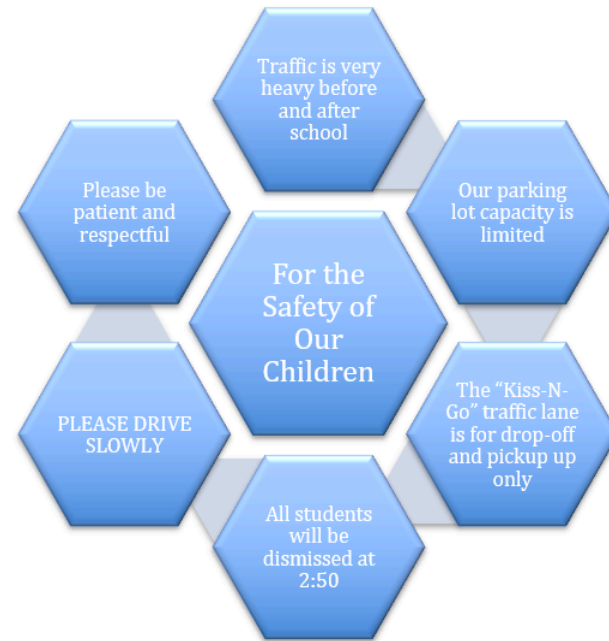 Traffic is very
heavy before
and after
school
Our parking
lot capacity is
limited
The “Kiss-N-
Go” traffic lane
is for drop-off
and pickup up
only
All students
will be
dismissed at
2:50
PLEASE DRIVE
SLOWLY
Please be
patient and
respectful
For the
Safety of
Our
Children